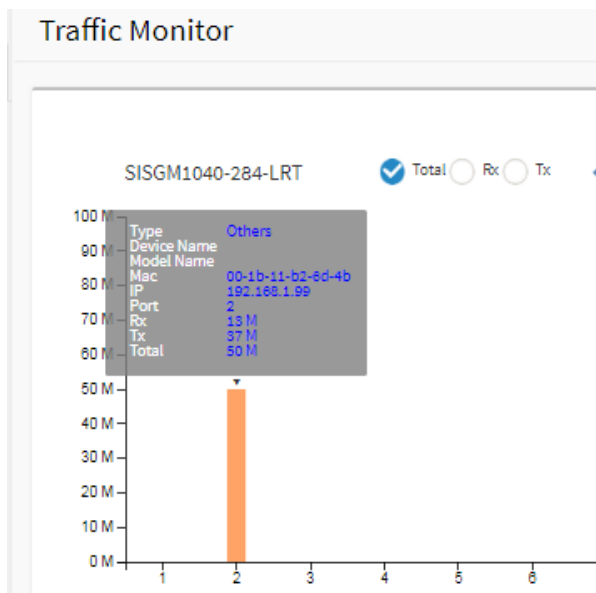 Traffic Monitor
SISGM1040-284-LRT Total Rx Tx
100 M
90 M
80 M
70 M
60 M
50 M
40 M
30 M
20 M
10 M
0 M
Type Others
Device Name
Model Name
Mac 00-1b-11-b2-6d-4b
IP 192.168.1.99
Port 2
Rx 13 M
Tx 37 M
Total 50 M
1 2 3 4 5 6